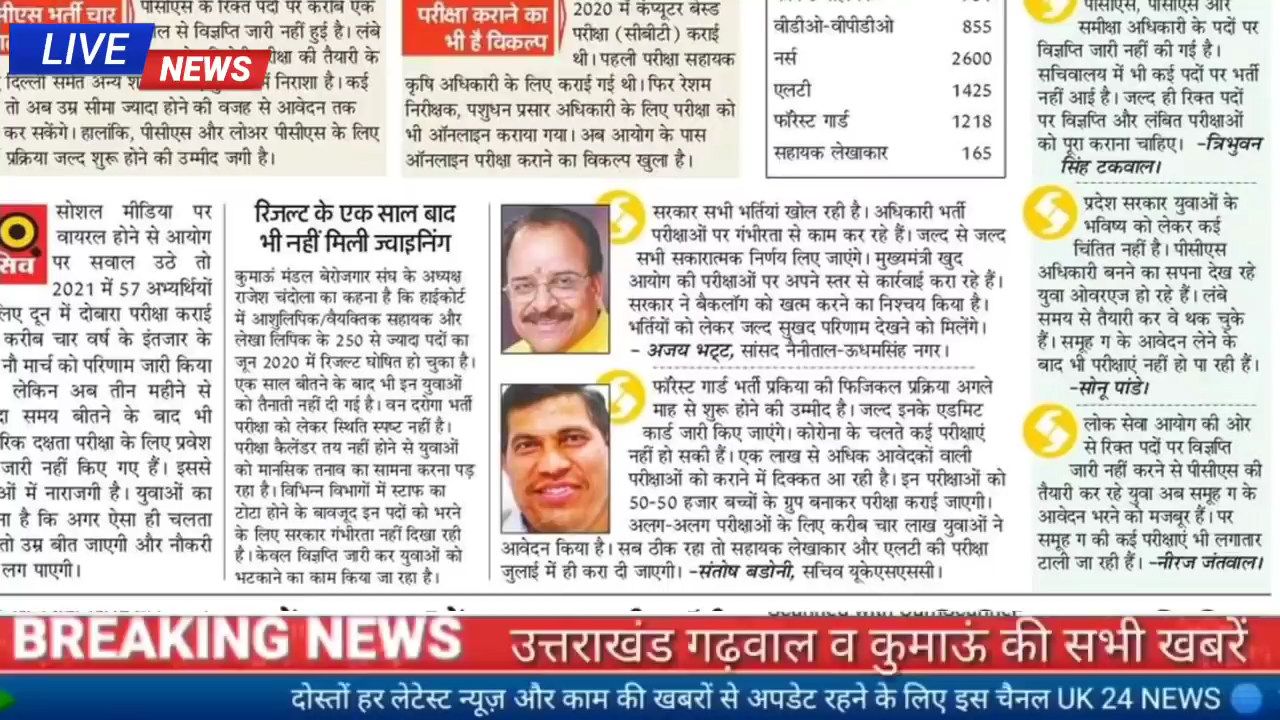 पीसीएस के रिक्त पदों पर करीब एक
सीएस भर्ती चार
ल से विज्ञप्ति जारी नहीं हुई है। लंबे
रीक्षा की तैयारी के
दिल्ली समेत अन्य श
में निराशा है। कई
तो अब उम्र सीमा ज्यादा होने की वजह से आवेदन तक
कर सकेंगे। हालांकि, पीसीएस और लोअर पीसीएस के लिए
प्रक्रिया जल्द शुरू होने की उम्मीद जगी है।
LIVE
NEWS
परीक्षा कराने का
भी है विकल्प
2020 में कंप्यूटर बेस्ड
परीक्षा (सीबीटी) कराई
थी। पहली परीक्षा सहायक
कृषि अधिकारी के लिए कराई गई थी। फिर रेशम
निरीक्षक, पशुधन प्रसार अधिकारी के लिए परीक्षा को
भी ऑनलाइन कराया गया। अब आयोग के पास
ऑनलाइन परीक्षा कराने का विकल्प खुला है।
वीडीओ-वीपीडीओ 855
नर्स 2600
एलटी 1425
फॉरेस्ट गार्ड 1218
सहायक लेखाकार 165
पीसीएस, पीसीएस और
समीक्षा अधिकारी के पदों पर
विज्ञप्ति जारी नहीं की गई है।
सचिवालय में भी कई पदों पर भर्ती
नहीं आई है। जल्द ही रिक्त पदों
पर विज्ञप्ति और लंबित परीक्षाओं
को पूरा कराना चाहिए। -त्रिभुवन
सिंह टकवाल।
सिव
सोशल मीडिया पर
वायरल होने से आयोग
पर सवाल उठे तो
2021 में 57 अभ्यर्थियों
लिए दून में दोबारा परीक्षा कराई
करीब चार वर्ष के इंतजार के
नौ मार्च को परिणाम जारी किया
लेकिन अब तीन महीने से
दा समय बीतने के बाद भी
रिक दक्षता परीक्षा के लिए प्रवेश
जारी नहीं किए गए हैं। इससे
ओं में नाराजगी है। युवाओं का
ना है कि अगर ऐसा ही चलता
तो उम्र बीत जाएगी और नौकरी
लग पाएगी।
रिजल्ट के एक साल बाद
भी नहीं मिली ज्वाइनिंग
कुमाऊं मंडल बेरोजगार संघ के अध्यक्ष
राजेश चंदोला का कहना है कि हाईकोर्ट
में आशुलिपिक/वैयक्तिक सहायक और
लेखा लिपिक के 250 से ज्यादा पदों का
जून 2020 में रिजल्ट घोषित हो चुका है।
एक साल बीतने के बाद भी इन युवाओं
को तैनाती नहीं दी गई है। वन दरोगा भर्ती
परीक्षा को लेकर स्थिति स्पष्ट नहीं है।
परीक्षा कैलेंडर तय नहीं होने से युवाओं
को मानसिक तनाव का सामना करना पड़
रहा है। विभिन्न विभागों में स्टाफ का
टोटा होने के बावजूद इन पदों को भरने
के लिए सरकार गंभीरता नहीं दिखा रही
है। केवल विज्ञप्ति जारी कर युवाओं को
भटकाने का काम किया जा रहा है।
सरकार सभी भर्तियां खोल रही है। अधिकारी भर्ती
परीक्षाओं पर गंभीरता से काम कर रहे हैं। जल्द से जल्द
सभी सकारात्मक निर्णय लिए जाएंगे। मुख्यमंत्री खुद
आयोग की परीक्षाओं पर अपने स्तर से कार्रवाई करा रहे हैं।
सरकार ने बैकलॉग को खत्म करने का निश्चय किया है।
भर्तियों को लेकर जल्द सुखद परिणाम देखने को मिलेंगे।
- अजय भट्ट, सांसद नैनीताल-ऊधमसिंह नगर।
फॉरेस्ट गार्ड भर्ती प्रकिया की फिजिकल प्रक्रिया अगले
माह से शुरू होने की उम्मीद है। जल्द इनके एडमिट
कार्ड जारी किए जाएंगे। कोरोना के चलते कई परीक्षाएं
नहीं हो सकी हैं। एक लाख से अधिक आवेदकों वाली
परीक्षाओं को कराने में दिक्कत आ रही है। इन परीक्षाओं को
50-50 हजार बच्चों के ग्रुप बनाकर परीक्षा कराई जाएगी।
अलग-अलग परीक्षाओं के लिए करीब चार लाख युवाओं ने
आवेदन किया है। सब ठीक रहा तो सहायक लेखाकार और एलटी की परीक्षा
जुलाई में ही करा दी जाएगी। -संतोष बडोनी, सचिव यूकेएसएससी।
प्रदेश सरकार युवाओं के
भविष्य को लेकर कई
चिंतित नहीं है। पीसीएस
अधिकारी बनने का सपना देख रहे
युवा ओवरएज हो रहे हैं। लंबे
समय से तैयारी कर वे थक चुके
हैं। समूह ग के आवेदन लेने के
बाद भी परीक्षाएं नहीं हो पा रही हैं।
-सोनू पांडे।
लोक सेवा आयोग की ओर
से रिक्त पदों पर विज्ञप्ति
जारी नहीं करने से पीसीएस की
तैयारी कर रहे युवा अब समूह ग के
आवेदन भरने को मजबूर हैं। पर
समूह ग की कई परीक्षाएं भी लगातार
टाली जा रही हैं। -नीरज जंतवाल।
BREAKING NEWS
उत्तराखंड गढ़वाल व कुमाऊं की सभी खबरें
दोस्तों हर लेटेस्ट न्यूज़ और काम की खबरों से अपडेट रहने के लिए इस चैनल UK 24 NEWS